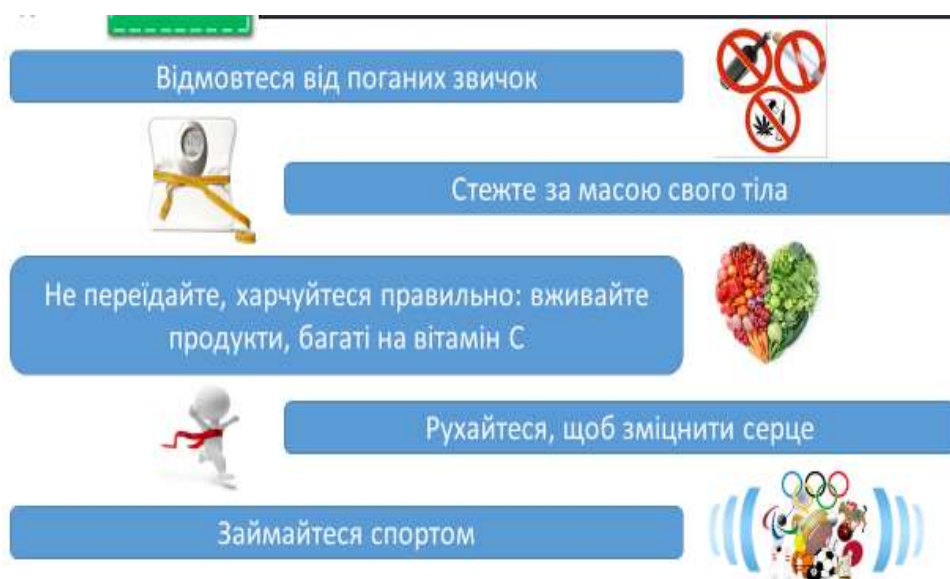 Відмовтеся від поганих звичок
Стежте за масою свого тіла
Не переїдайте, харчуйтеся правильно: вживайте
продукти, багаті на вітамін С
Рухайтеся, щоб зміцнити серце
Займайтеся спортом